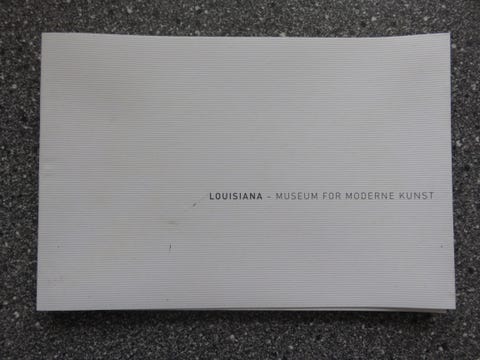 LOUISIANA – MUSEUM FOR MODERNE KUNST